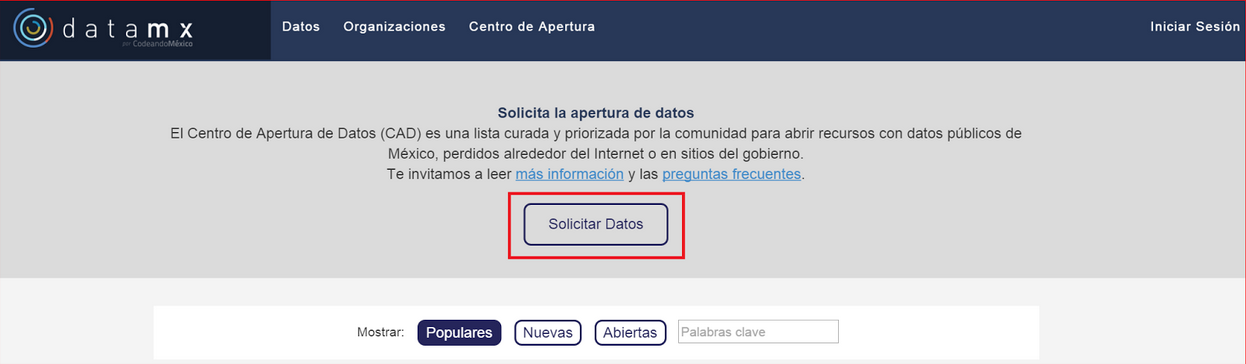 datamx
por CodeandoMéxico
Datos Organizaciones Centro de Apertura Iniciar Sesión
Solicita la apertura de datos
El Centro de Apertura de Datos (CAD) es una lista curada y priorizada por la comunidad para abrir recursos con datos públicos de
México, perdidos alrededor del Internet o en sitios del gobierno.
Te invitamos a leer más información y las preguntas frecuentes.
Solicitar Datos
Mostrar: Populares Nuevas Abiertas Palabras clave